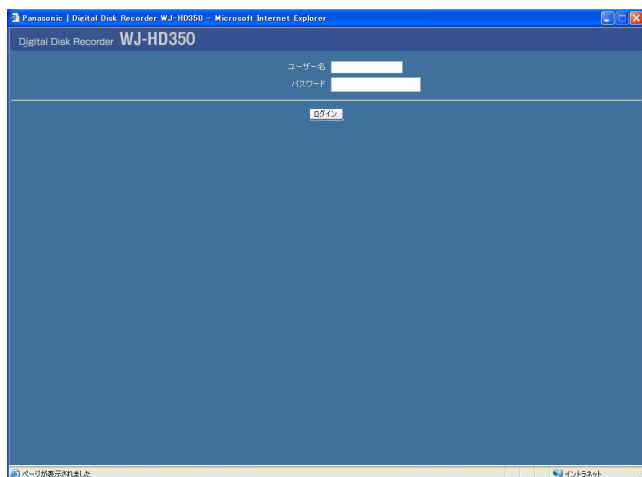 Panasonic | Digital Disk Recorder WJ-HD350 - Microsoft Internet Explorer
Digital Disk Recorder WJ-HD350
ユーザー名
パスワード
ログイン
ページが表示されました
イントラネット